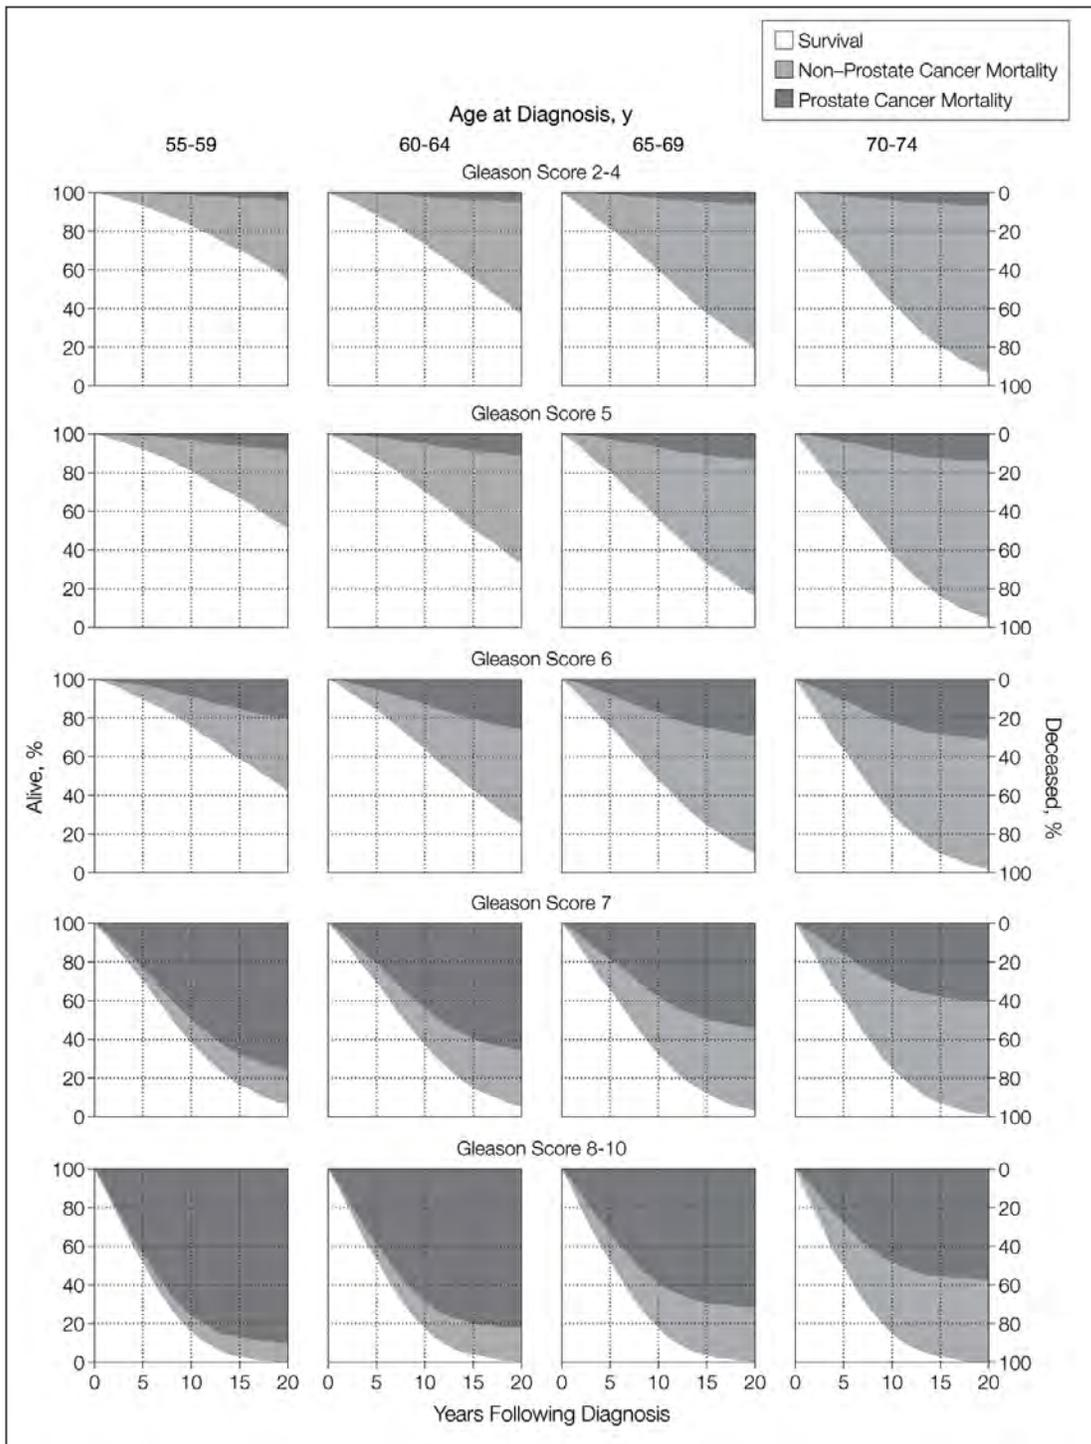 Survival
Non–Prostate Cancer Mortality
Prostate Cancer Mortality
Age at Diagnosis, y
55-59 60-64 65-69 70-74
Gleason Score 2-4
100 0
80 20
60 40
40 60
20 80
0 100
Gleason Score 5
100 0
80 20
60 40
40 60
20 80
0 100
Gleason Score 6
100 0
80 20
60 40
40 60
20 80
0 100
Alive, %
Deceased, %
Gleason Score 7
100 0
80 20
60 40
40 60
20 80
0 100
Gleason Score 8-10
100 0
80 20
60 40
40 60
20 80
0 100
0 5 10 15 20 0 5 10 15 20 0 5 10 15 20 0 5 10 15 20
Years Following Diagnosis